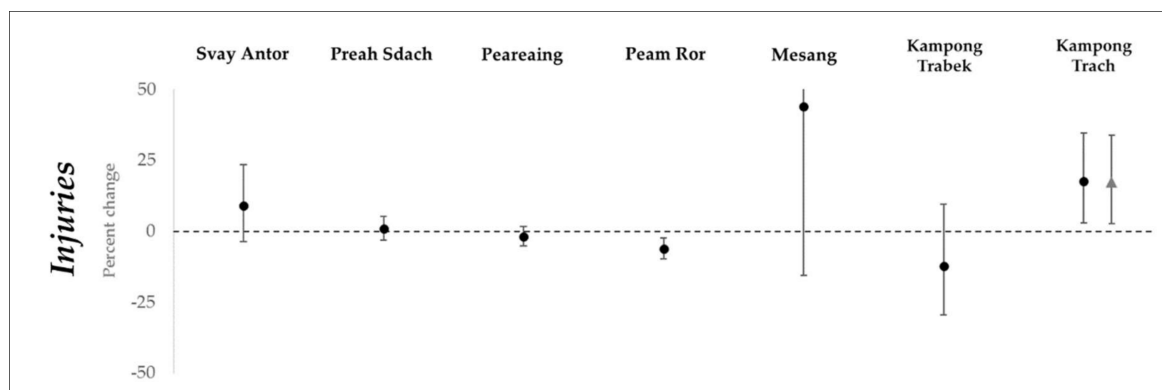 Svay Antor
Preah Sdach
Peareaing
Peam Ror
Mesang
Kampong
Trabek
Kampong
Trach
Injuries
Percent change
50
25
0
-25
-50